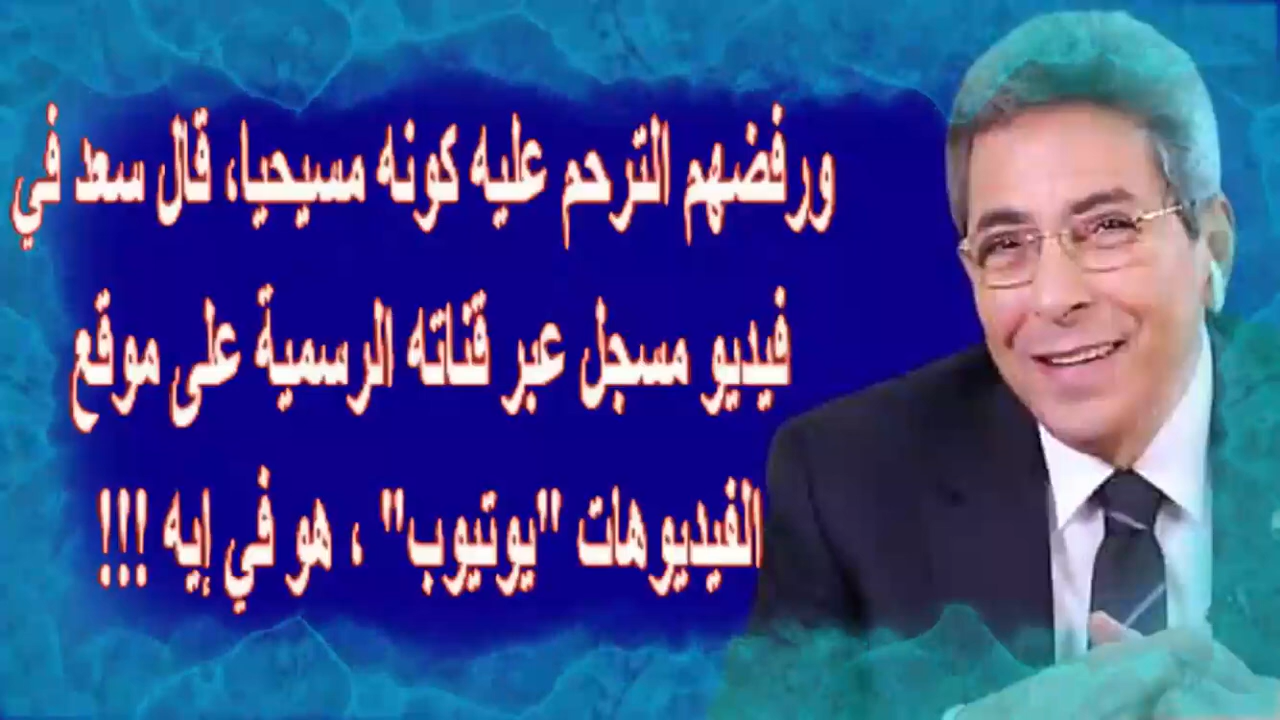 ورفضهم الترحم عليه كونه مسيحيا، قال سعد في
فيديو مسجل عبر قناته الرسمية على موقع
الفيديوهات "يوتيوب" ، هو في إيه !!!